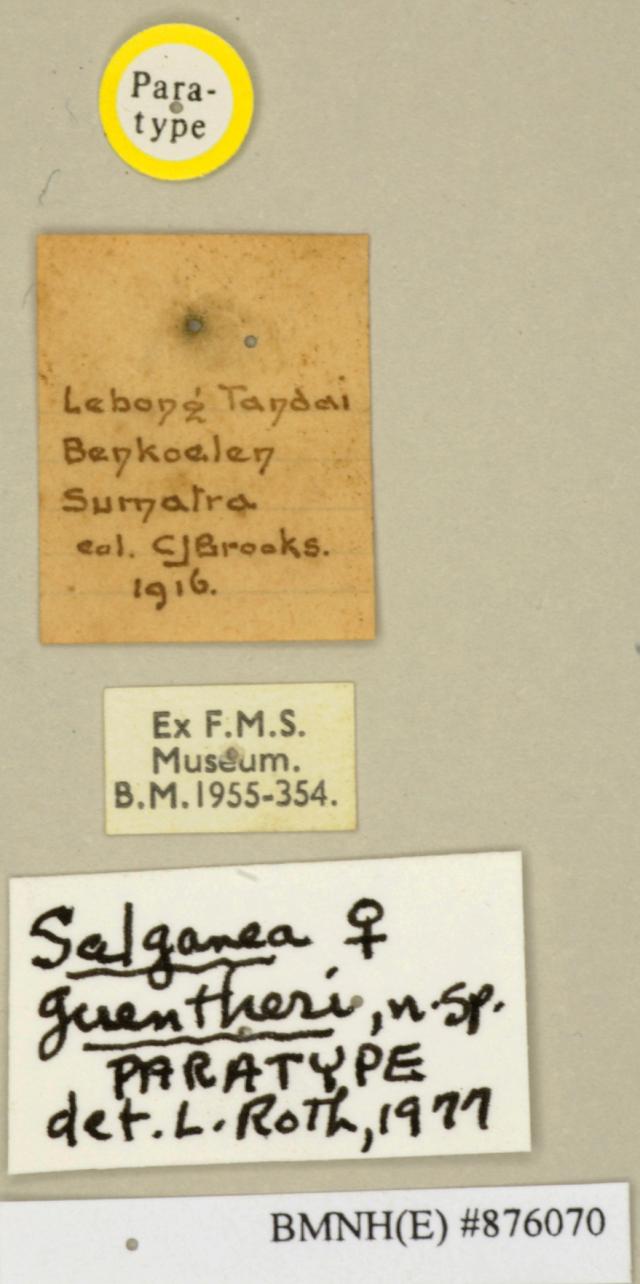 Para-
type
Lebong Tandai
Benkoelen
Sumatra
col. CJBrooks.
1916.
Ex F.M.S.
Museum.
B.M.1955-354.
Salganea ♀
guentheri, n.sp.
PARATYPE
det. L. Roth, 1977
BMNH(E) #876070